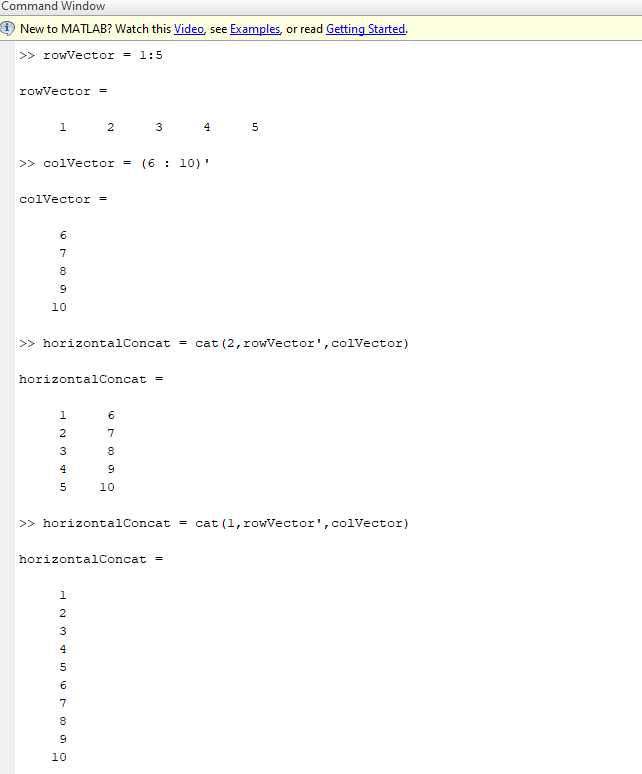 Command Window
New to MATLAB? Watch this Video, see Examples, or read Getting Started.
>> rowVector = 1:5
rowVector =
1 2 3 4 5
>> colVector = (6 : 10)'
colVector =
6
7
8
9
10
>> horizontalConcat = cat(2,rowVector',colVector)
horizontalConcat =
1 6
2 7
3 8
4 9
5 10
>> horizontalConcat = cat(1,rowVector',colVector)
horizontalConcat =
1
2
3
4
5
6
7
8
9
10